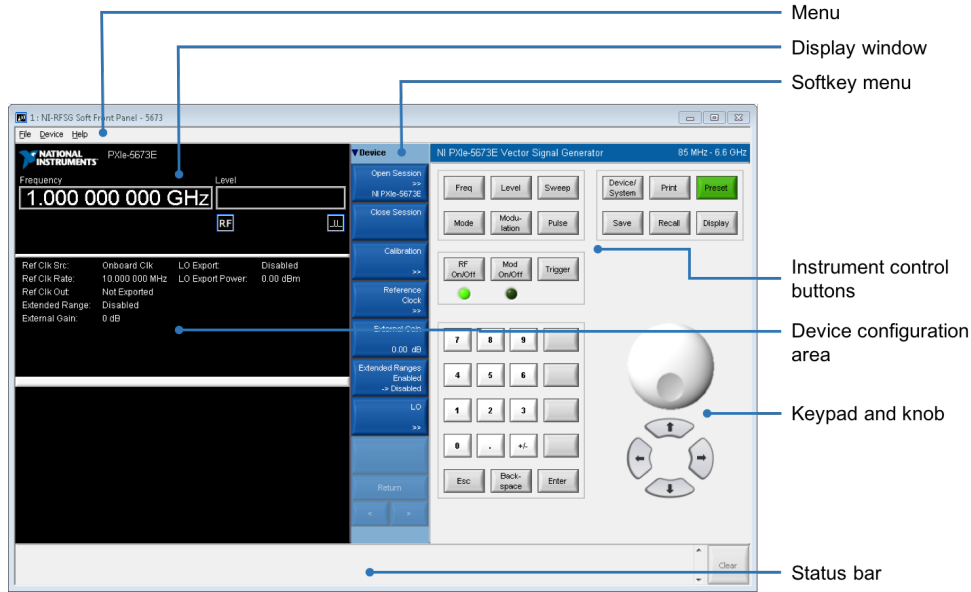 Menu
Display window
Softkey menu
1 : NI-RFSG Soft Front Panel - 5673
File Device Help
NATIONAL INSTRUMENTS
PXIe-5673E
Frequency
Level
1.000 000 000 GHz
RF
Ref Clk Src: Onboard Clk LO Export: Disabled
Ref Clk Rate: 10.000 000 MHz LO Export Power: 0.00 dBm
Ref Clk Out: Not Exported
Extended Range: Disabled
External Gain: 0 dB
Device
Open Session
>>
NI PXIe-5673E
Close Session
Calibration
>>
Reference
Clock
>>
External Gain
0.00 dB
Extended Ranges
Enabled
-> Disabled
LO
>>
Return
< >
NI PXIe-5673E Vector Signal Generator 85 MHz - 6.6 GHz
Freq Level Sweep
Mode Modu-
lation Pulse
Device/
System Print Preset
Save Recall Display
RF
On/Off
Mod
On/Off
Trigger
7 8 9
4 5 6
1 2 3
0 . +/-
Esc Back-
space Enter
Clear
Instrument control
buttons
Device configuration
area
Keypad and knob
Status bar